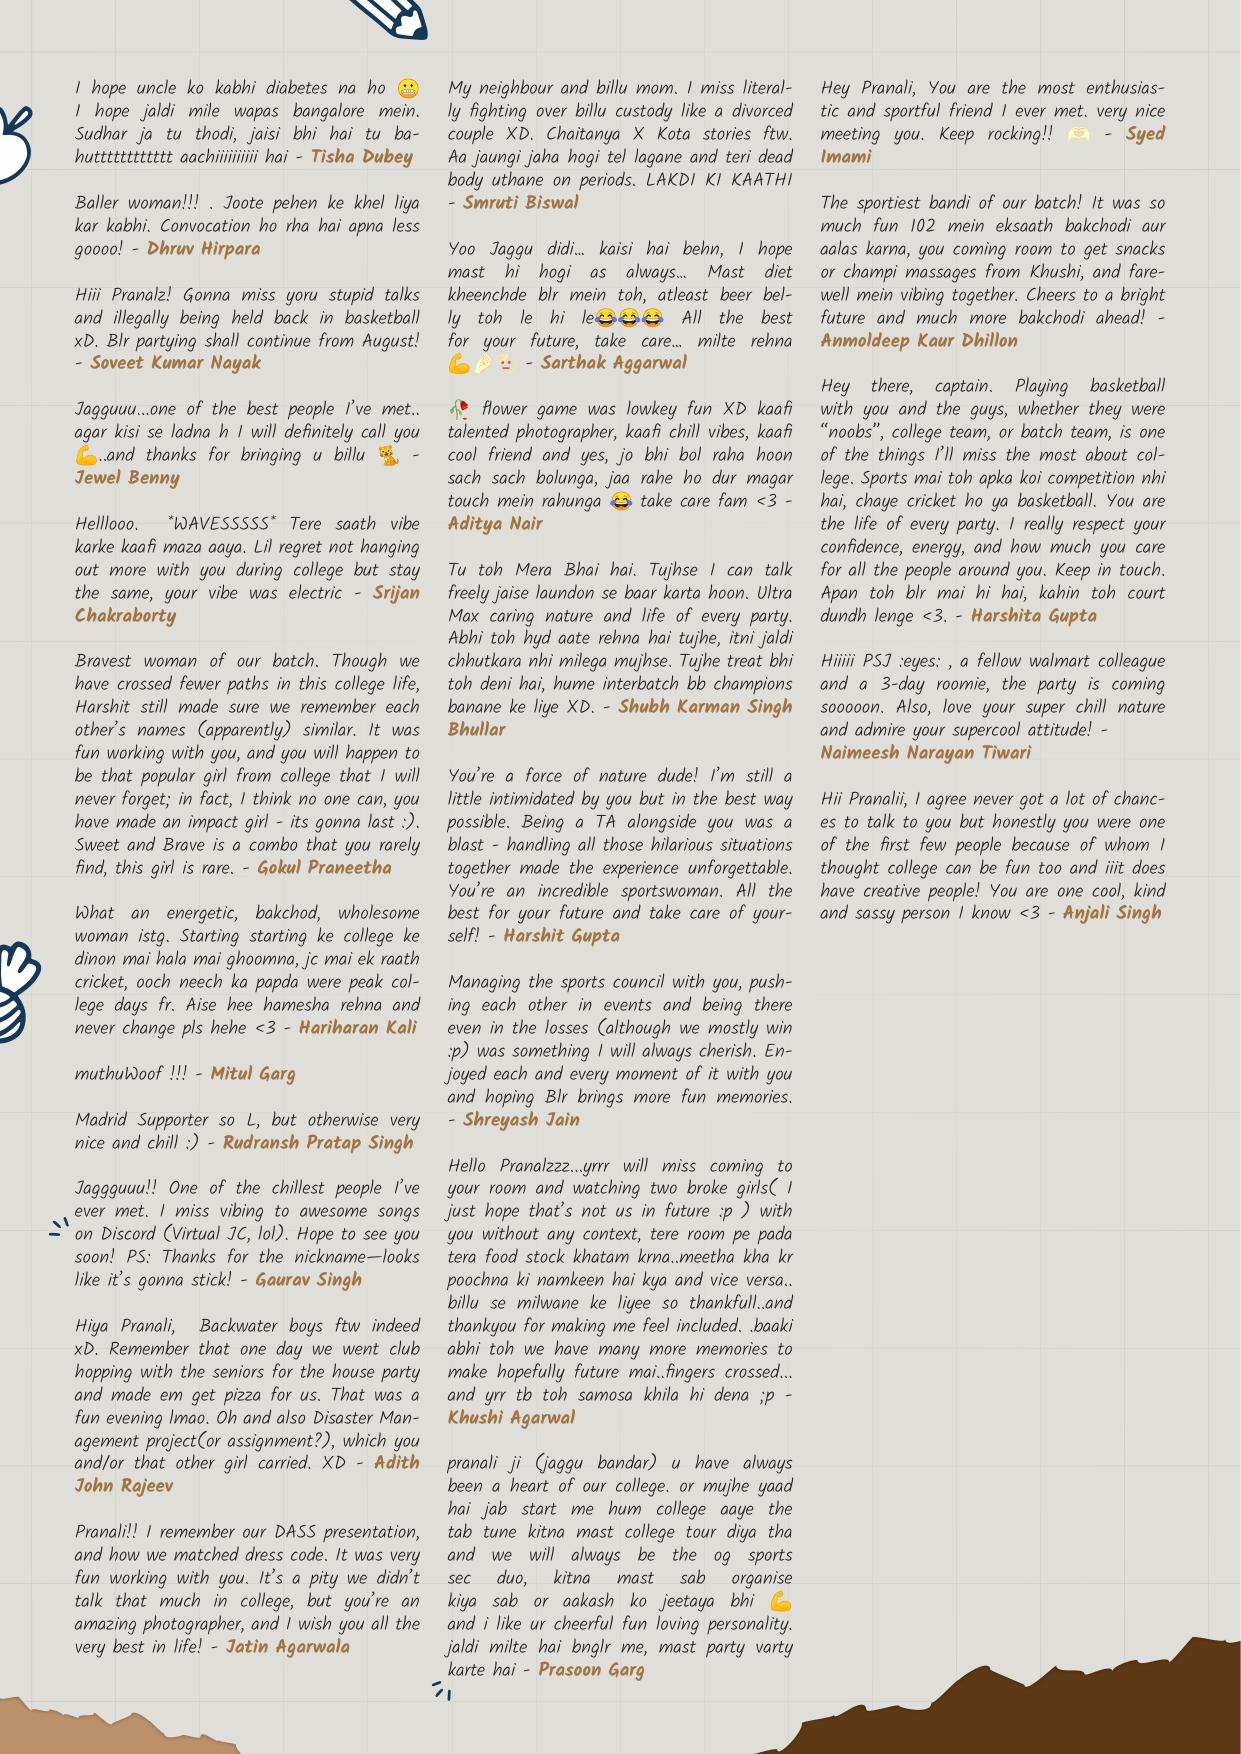 I hope uncle ko kabhi diabetes na ho 😬
I hope jaldi mile wapas bangalore mein.
Sudhar ja tu thodi, jaisi bhi hai tu ba-
huttttttttttt aachiiiiiiiiii hai - Tisha Dubey
Baller woman!!! . Joote pehen ke khel liya
kar kabhi. Convocation ho rha hai apna less
goooo! - Dhruv Hirpara
Hiii Pranalz! Gonna miss yoru stupid talks
and illegally being held back in basketball
xD. Blr partying shall continue from August!
- Soveet Kumar Nayak
Jagguuu...one of the best people I've met..
agar kisi se ladna h I will definitely call you
💪..and thanks for bringing u billu 🐈 -
Jewel Benny
Helllooo. *WAVESSSSS* Tere saath vibe
karke kaafi maza aaya. Lil regret not hanging
out more with you during college but stay
the same, your vibe was electric - Srijan
Chakraborty
Bravest woman of our batch. Though we
have crossed fewer paths in this college life,
Harshit still made sure we remember each
other's names (apparently) similar. It was
fun working with you, and you will happen to
be that popular girl from college that I will
never forget; in fact, I think no one can, you
have made an impact girl - its gonna last :).
Sweet and Brave is a combo that you rarely
find, this girl is rare. - Gokul Praneetha
What an energetic, bakchod, wholesome
woman istg. Starting starting ke college ke
dinon mai hala mai ghoomna, jc mai ek raath
cricket, ooch neech ka papda were peak col-
lege days fr. Aise hee hamesha rehna and
never change pls hehe <3 - Hariharan Kali
muthuWoof !!! - Mitul Garg
Madrid Supporter so L, but otherwise very
nice and chill :) - Rudransh Pratap Singh
Jaggguuu!! One of the chillest people I've
ever met. I miss vibing to awesome songs
on Discord (Virtual JC, lol). Hope to see you
soon! PS: Thanks for the nickname—looks
like it's gonna stick! - Gaurav Singh
Hiya Pranali, Backwater boys ftw indeed
xD. Remember that one day we went club
hopping with the seniors for the house party
and made em get pizza for us. That was a
fun evening lmao. Oh and also Disaster Man-
agement project(or assignment?), which you
and/or that other girl carried. XD - Adith
John Rajeev
Pranali!! I remember our DASS presentation,
and how we matched dress code. It was very
fun working with you. It's a pity we didn't
talk that much in college, but you're an
amazing photographer, and I wish you all the
very best in life! - Jatin Agarwala
My neighbour and billu mom. I miss literal-
ly fighting over billu custody like a divorced
couple XD. Chaitanya X Kota stories ftw.
Aa jaungi jaha hogi tel lagane and teri dead
body uthane on periods. LAKDI KI KAATHI
- Smruti Biswal
Yoo Jaggu didi... kaisi hai behn, I hope
mast hi hogi as always... Mast diet
kheenchde blr mein toh, atleast beer bel-
ly toh le hi le😂😂😂 All the best
for your future, take care... milte rehna
💪 - Sarthak Aggarwal
🥀 flower game was lowkey fun XD kaafi
talented photographer, kaafi chill vibes, kaafi
cool friend and yes, jo bhi bol raha hoon
sach sach bolunga, jaa rahe ho dur magar
touch mein rahunga 😂 take care fam <3 -
Aditya Nair
Tu toh Mera Bhai hai. Tujhse I can talk
freely jaise laundon se baar karta hoon. Ultra
Max caring nature and life of every party.
Abhi toh hyd aate rehna hai tujhe, itni jaldi
chhutkara nhi milega mujhse. Tujhe treat bhi
toh deni hai, hume interbatch bb champions
banane ke liye XD. - Shubh Karman Singh
Bhullar
You're a force of nature dude! I'm still a
little intimidated by you but in the best way
possible. Being a TA alongside you was a
blast - handling all those hilarious situations
together made the experience unforgettable.
You're an incredible sportswoman. All the
best for your future and take care of your-
self! - Harshit Gupta
Managing the sports council with you, push-
ing each other in events and being there
even in the losses (although we mostly win
:p) was something I will always cherish. En-
joyed each and every moment of it with you
and hoping Blr brings more fun memories.
- Shreyash Jain
Hello Pranalzzz...yrrr will miss coming to
your room and watching two broke girls( I
just hope that's not us in future :p ) with
you without any context, tere room pe pada
tera food stock khatam krna..meetha kha kr
poochna ki namkeen hai kya and vice versa..
billu se milwane ke liyee so thankfull..and
thankyou for making me feel included. .baaki
abhi toh we have many more memories to
make hopefully future mai..fingers crossed...
and yrr tb toh samosa khila hi dena ;p -
Khushi Agarwal
pranali ji (jaggu bandar) u have always
been a heart of our college. or mujhe yaad
hai jab start me hum college aaye the
tab tune kitna mast college tour diya tha
and we will always be the og sports
sec duo, kitna mast sab organise
kiya sab or aakash ko jeetaya bhi 💪
and i like ur cheerful fun loving personality.
jaldi milte hai bnglr me, mast party varty
karte hai - Prasoon Garg
Hey Pranali, You are the most enthusias-
tic and sportful friend I ever met. very nice
meeting you. Keep rocking!! 🫶🏻 - Syed
Imami
The sportiest bandi of our batch! It was so
much fun 102 mein eksaath bakchodi aur
aalas karna, you coming room to get snacks
or champi massages from Khushi, and fare-
well mein vibing together. Cheers to a bright
future and much more bakchodi ahead! -
Anmoldeep Kaur Dhillon
Hey there, captain. Playing basketball
with you and the guys, whether they were
“noobs”, college team, or batch team, is one
of the things I'll miss the most about col-
lege. Sports mai toh apka koi competition nhi
hai, chaye cricket ho ya basketball. You are
the life of every party. I really respect your
confidence, energy, and how much you care
for all the people around you. Keep in touch.
Apan toh blr mai hi hai, kahin toh court
dundh lenge <3. - Harshita Gupta
Hiiiii PSJ :eyes: , a fellow walmart colleague
and a 3-day roomie, the party is coming
sooooon. Also, love your super chill nature
and admire your supercool attitude! -
Naimeesh Narayan Tiwari
Hii Pranalii, I agree never got a lot of chanc-
es to talk to you but honestly you were one
of the first few people because of whom I
thought college can be fun too and iiit does
have creative people! You are one cool, kind
and sassy person I know <3 - Anjali Singh